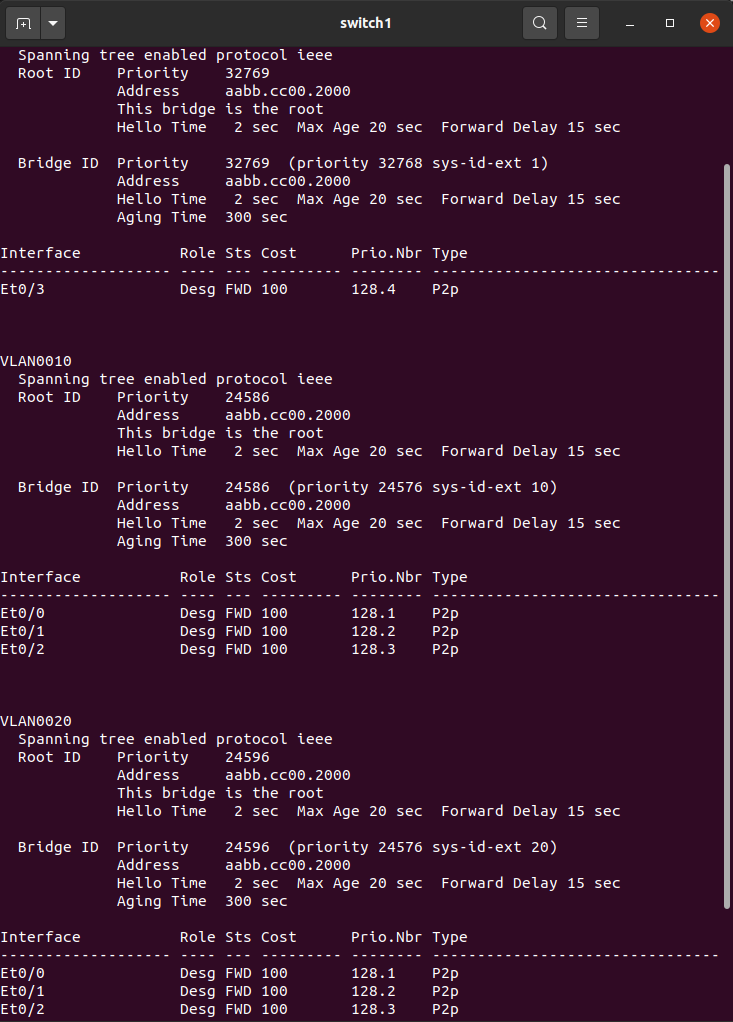 switch1
  Spanning tree enabled protocol ieee
  Root ID    Priority    32769
             Address     aabb.cc00.2000
             This bridge is the root
             Hello Time   2 sec  Max Age 20 sec  Forward Delay 15 sec

  Bridge ID  Priority    32769  (priority 32768 sys-id-ext 1)
             Address     aabb.cc00.2000
             Hello Time   2 sec  Max Age 20 sec  Forward Delay 15 sec
             Aging Time  300 sec

Interface           Role Sts Cost      Prio.Nbr Type
------------------- ---- --- --------- -------- --------------------------------
Et0/3               Desg FWD 100       128.4    P2p



VLAN0010
  Spanning tree enabled protocol ieee
  Root ID    Priority    24586
             Address     aabb.cc00.2000
             This bridge is the root
             Hello Time   2 sec  Max Age 20 sec  Forward Delay 15 sec

  Bridge ID  Priority    24586  (priority 24576 sys-id-ext 10)
             Address     aabb.cc00.2000
             Hello Time   2 sec  Max Age 20 sec  Forward Delay 15 sec
             Aging Time  300 sec

Interface           Role Sts Cost      Prio.Nbr Type
------------------- ---- --- --------- -------- --------------------------------
Et0/0               Desg FWD 100       128.1    P2p
Et0/1               Desg FWD 100       128.2    P2p
Et0/2               Desg FWD 100       128.3    P2p



VLAN0020
  Spanning tree enabled protocol ieee
  Root ID    Priority    24596
             Address     aabb.cc00.2000
             This bridge is the root
             Hello Time   2 sec  Max Age 20 sec  Forward Delay 15 sec

  Bridge ID  Priority    24596  (priority 24576 sys-id-ext 20)
             Address     aabb.cc00.2000
             Hello Time   2 sec  Max Age 20 sec  Forward Delay 15 sec
             Aging Time  300 sec

Interface           Role Sts Cost      Prio.Nbr Type
------------------- ---- --- --------- -------- --------------------------------
Et0/0               Desg FWD 100       128.1    P2p
Et0/1               Desg FWD 100       128.2    P2p
Et0/2               Desg FWD 100       128.3    P2p